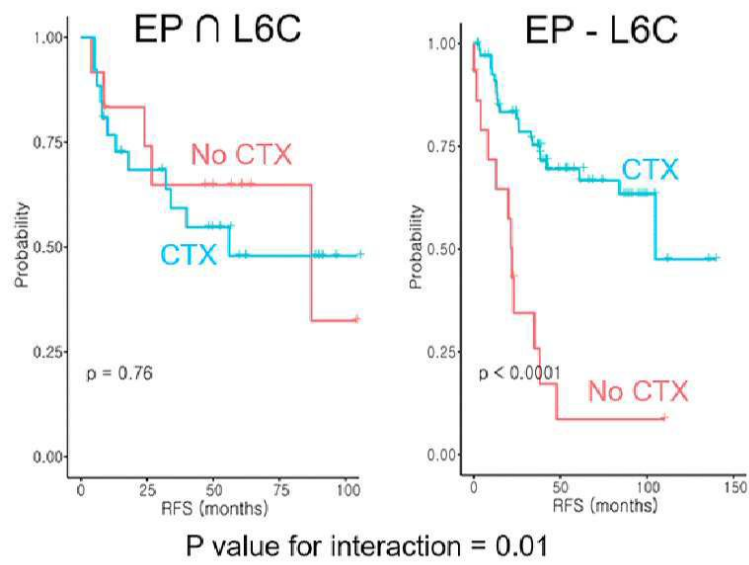 EP ∩ L6C
1.00
0.75
0.50
0.25
0.00
Probability
No CTX
CTX
p = 0.76
0 25 50 75 100
RFS (months)
EP - L6C
1.00
0.75
0.50
0.25
0.00
Probability
CTX
p < 0.0001
No CTX
0 50 100 150
RFS (months)
P value for interaction = 0.01